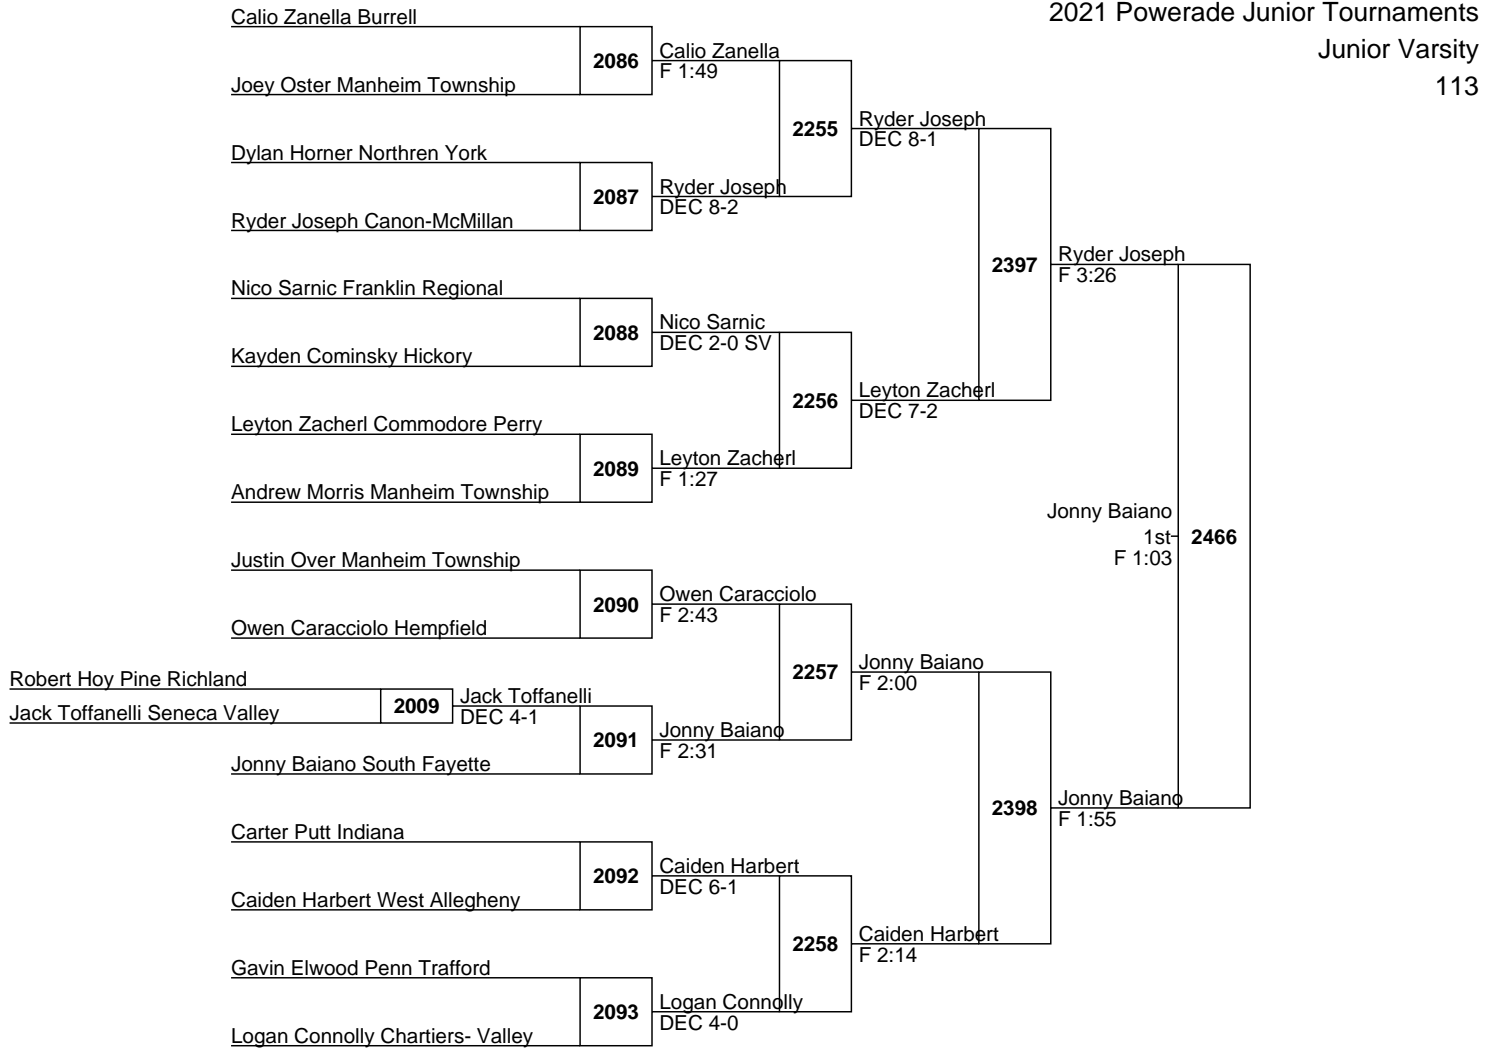 2021 Powerade Junior Tournaments
Junior Varsity
113
Calio Zanella Burrell
2086
Calio Zanella
F 1:49
Joey Oster Manheim Township
2255
Ryder Joseph
DEC 8-1
Dylan Horner Northren York
2087
Ryder Joseph
DEC 8-2
Ryder Joseph Canon-McMillan
2397
Ryder Joseph
F 3:26
Nico Sarnic Franklin Regional
2088
Nico Sarnic
DEC 2-0 SV
Kayden Cominsky Hickory
2256
Leyton Zacherl
DEC 7-2
Leyton Zacherl Commodore Perry
2089
Leyton Zacherl
F 1:27
Andrew Morris Manheim Township
Jonny Baiano
1st
2466
F 1:03
Justin Over Manheim Township
2090
Owen Caracciolo
F 2:43
Owen Caracciolo Hempfield
2257
Jonny Baiano
F 2:00
Robert Hoy Pine Richland
2009
Jack Toffanelli
DEC 4-1
Jack Toffanelli Seneca Valley
2091
Jonny Baiano
F 2:31
Jonny Baiano South Fayette
2398
Jonny Baiano
F 1:55
Carter Putt Indiana
2092
Caiden Harbert
DEC 6-1
Caiden Harbert West Allegheny
2258
Caiden Harbert
F 2:14
Gavin Elwood Penn Trafford
2093
Logan Connolly
DEC 4-0
Logan Connolly Chartiers- Valley